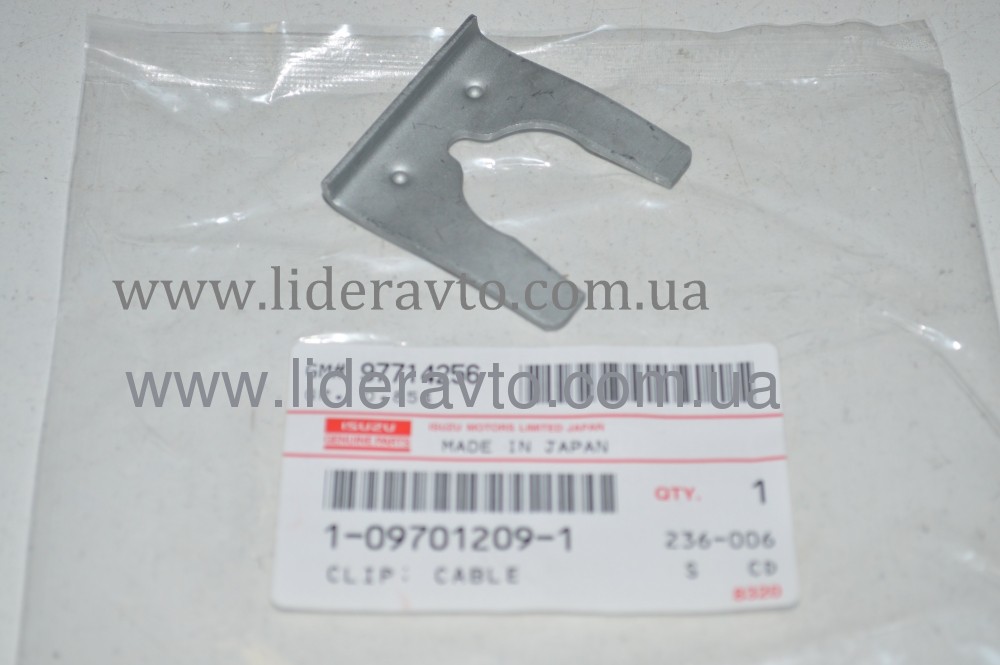 www.lideravto.com.ua
GM# 97714256
www.lideravto.com.ua
ISUZU
GENUINE PARTS
ISUZU MOTORS LIMITED JAPAN
MADE IN JAPAN
QTY. 1
1-09701209-1
236-006
CLIP: CABLE
S CD